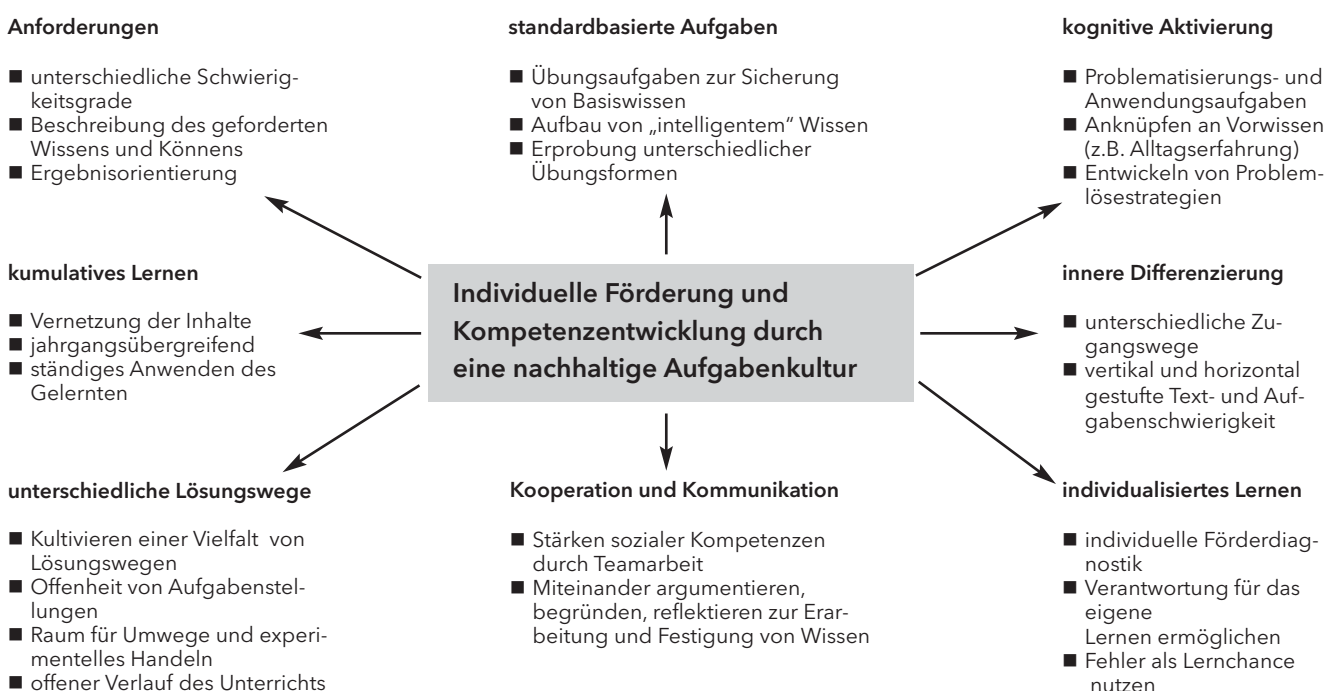 Anforderungen
■ unterschiedliche Schwierig-
keitsgrade
■ Beschreibung des geforderten
Wissens und Könnens
■ Ergebnisorientierung
standardbasierte Aufgaben
■ Übungsaufgaben zur Sicherung
von Basiswissen
■ Aufbau von „intelligentem“ Wissen
■ Erprobung unterschiedlicher
Übungsformen
kognitive Aktivierung
■ Problematisierungs- und
Anwendungsaufgaben
■ Anknüpfen an Vorwissen
(z.B. Alltagserfahrung)
■ Entwickeln von Problem-
lösestrategien
kumulatives Lernen
■ Vernetzung der Inhalte
■ jahrgangsübergreifend
■ ständiges Anwenden des
Gelernten
Individuelle Förderung und
Kompetenzentwicklung durch
eine nachhaltige Aufgabenkultur
innere Differenzierung
■ unterschiedliche Zu-
gangswege
■ vertikal und horizontal
gestufte Text- und Auf-
gabenschwierigkeit
unterschiedliche Lösungswege
■ Kultivieren einer Vielfalt von
Lösungswegen
■ Offenheit von Aufgabenstel-
lungen
■ Raum für Umwege und experi-
mentelles Handeln
■ offener Verlauf des Unterrichts
Kooperation und Kommunikation
■ Stärken sozialer Kompetenzen
durch Teamarbeit
■ Miteinander argumentieren,
begründen, reflektieren zur Erar-
beitung und Festigung von Wissen
individualisiertes Lernen
■ individuelle Förderdiag-
nostik
■ Verantwortung für das
eigene
Lernen ermöglichen
■ Fehler als Lernchance
nutzen